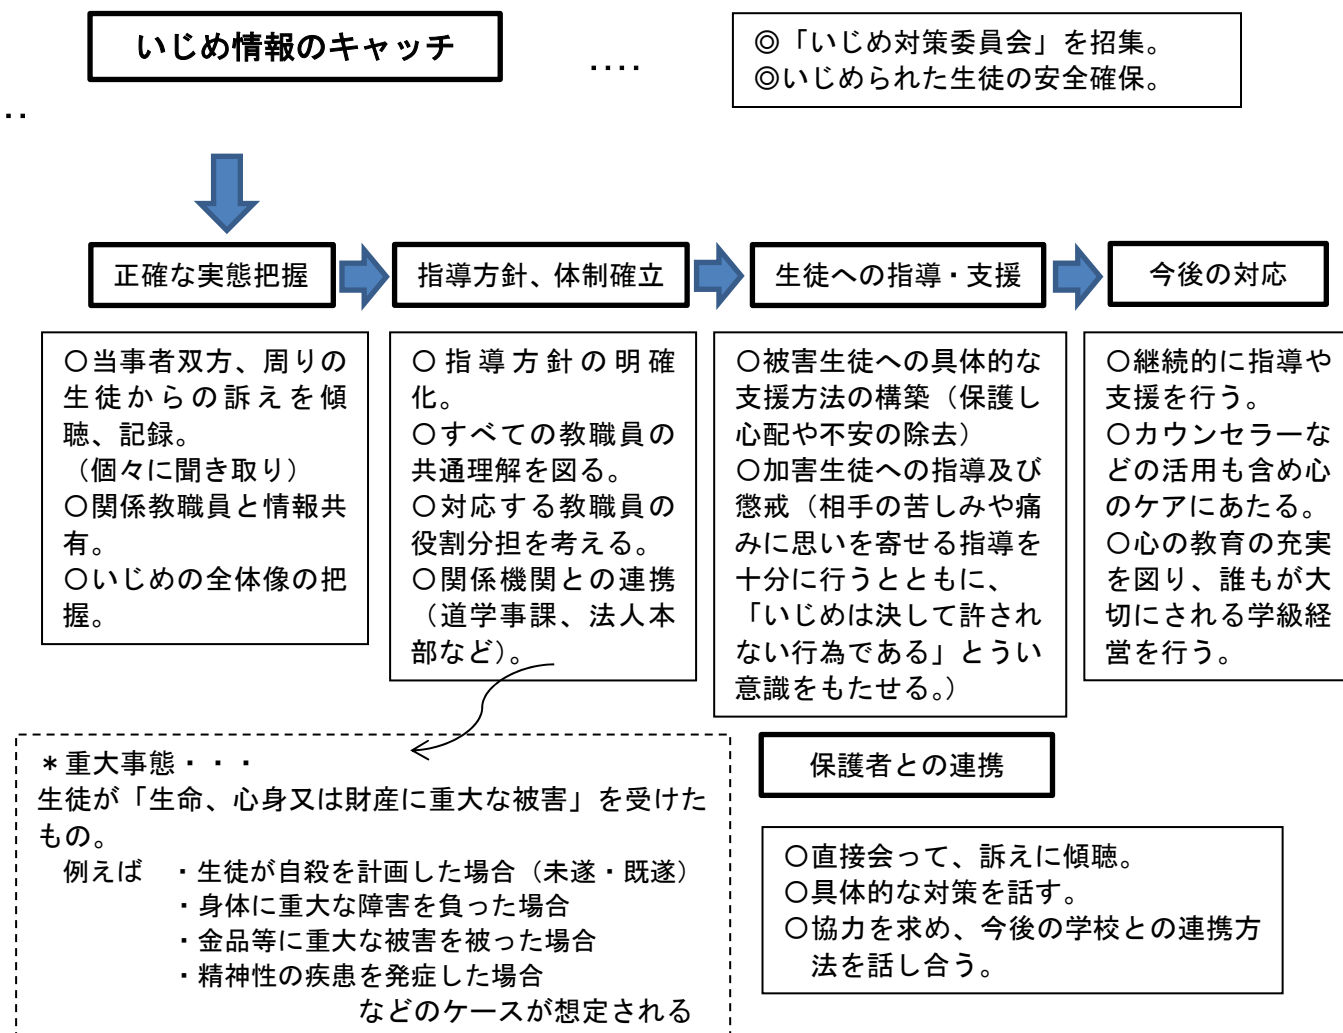 いじめ情報のキャッチ
‥‥
◎「いじめ対策委員会」を招集。
◎いじめられた生徒の安全確保。
‥
正確な実態把握
指導方針、体制確立
生徒への指導・支援
今後の対応
〇当事者双方、周りの
生徒からの訴えを傾
聴、記録。
（個々に聞き取り）
〇関係教職員と情報共
有。
〇いじめの全体像の把
握。
〇指導方針の明確
化。
〇すべての教職員の
共通理解を図る。
〇対応する教職員の
役割分担を考える。
〇関係機関との連携
（道学事課、法人本
部など）。
〇被害生徒への具体的な
支援方法の構築（保護し
心配や不安の除去）
〇加害生徒への指導及び
懲戒（相手の苦しみや痛
みに思いを寄せる指導を
十分に行うとともに、
「いじめは決して許され
ない行為である」とうい
意識をもたせる。）
〇継続的に指導や
支援を行う。
〇カウンセラーな
どの活用も含め心
のケアにあたる。
〇心の教育の充実
を図り、誰もが大
切にされる学級経
営を行う。
＊重大事態・・・
生徒が「生命、心身又は財産に重大な被害」を受けた
もの。
例えば　・生徒が自殺を計画した場合（未遂・既遂）
・身体に重大な障害を負った場合
・金品等に重大な被害を被った場合
・精神性の疾患を発症した場合
などのケースが想定される
保護者との連携
〇直接会って、訴えに傾聴。
〇具体的な対策を話す。
〇協力を求め、今後の学校との連携方
法を話し合う。